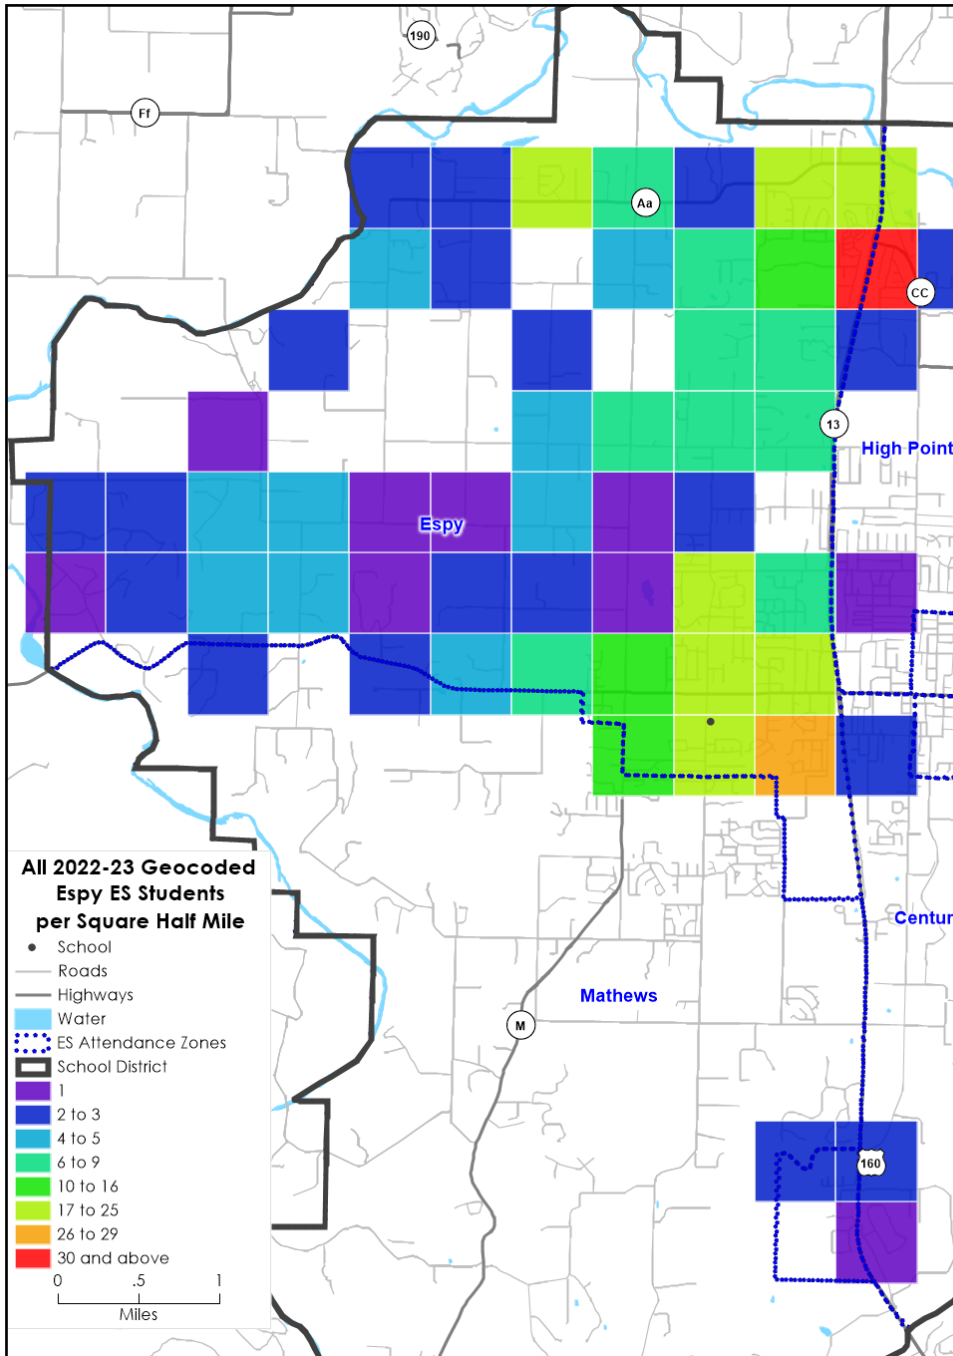 190
Ff
Aa
CC
13
High Point
Espy
All 2022-23 Geocoded
Espy ES Students
per Square Half Mile
School
Roads
Highways
Water
ES Attendance Zones
School District
1
2 to 3
4 to 5
6 to 9
10 to 16
17 to 25
26 to 29
30 and above
0 .5 1
Miles
Centur
Mathews
M
160